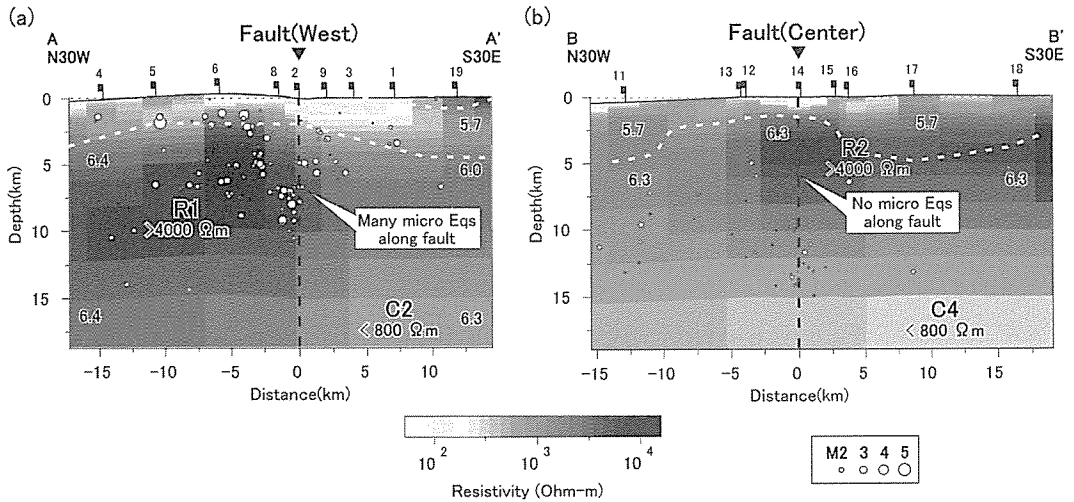 (a)
Fault(West)
A
A'
N30W
S30E
4 5 6 8 2 9 3 1 19
0
5
10
15
Depth(km)
6.4
5.7
6.0
R1
>4000 Ωm
Many micro Eqs
along fault
C2
< 800 Ωm
6.4
6.3
-15 -10 -5 0 5 10
Distance(km)
(b)
Fault(Center)
B
B'
N30W
S30E
11 13 12 14 15 16 17 18
0
5
10
15
Depth(km)
5.7
6.3
5.7
R2
>4000 Ωm
6.3
6.3
No micro Eqs
along fault
C4
< 800 Ωm
-15 -10 -5 0 5 10 15
Distance(km)
10² 10³ 10⁴
Resistivity (Ohm-m)
M2 3 4 5